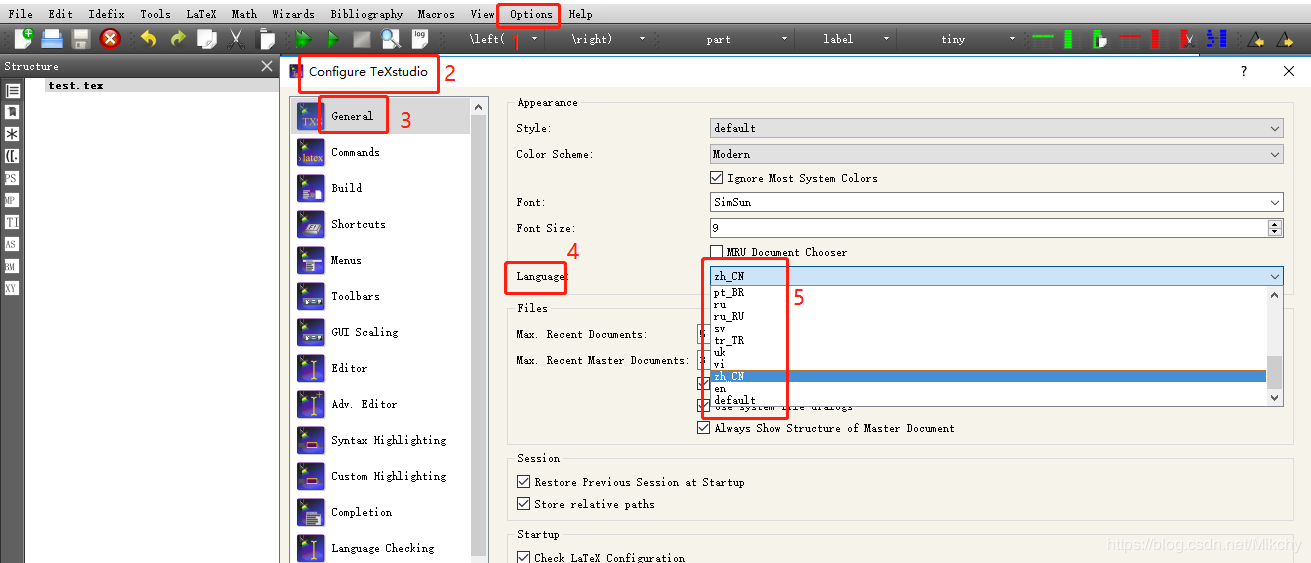 File Edit Idefix Tools LaTeX Math Wizards Bibliography Macros View Options Help
log \left( 1 \right) part label tiny
Structure
test.tex
PS
MP
TI
AS
BM
XY
Configure TeXstudio 2 ?
General 3
Commands
Build
Shortcuts
Menus
Toolbars
GUI Scaling
Editor
Adv. Editor
Syntax Highlighting
Custom Highlighting
Completion
Language Checking
Appearance
Style: default
Color Scheme: Modern
Ignore Most System Colors
Font: SimSun
Font Size: 9
MRU Document Chooser
4
Language: zh_CN
5
pt_BR
ru
ru_RU
sv
tr_TR
uk
vi
zh_CN
en
default
Files
Max. Recent Documents:
Max. Recent Master Documents:
Use system file dialogs
Always Show Structure of Master Document
Session
Restore Previous Session at Startup
Store relative paths
Startup
Check LaTeX Configuration
https://blog.csdn.net/Mikchy